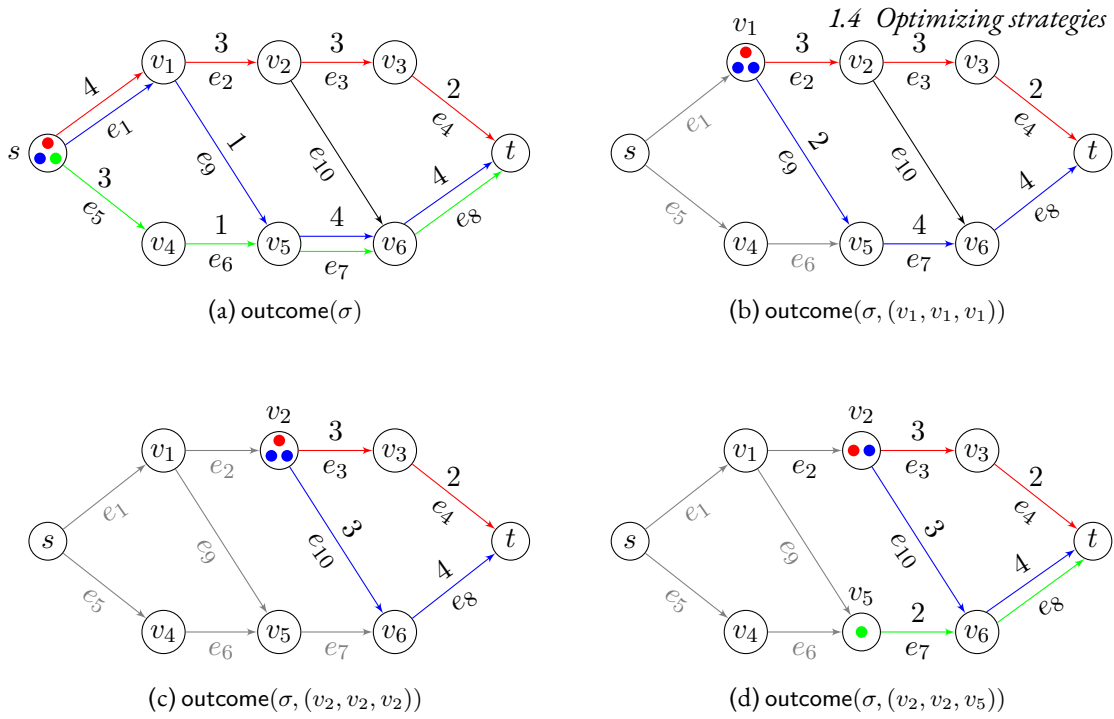 1.4 Optimizing strategies
v1 3 v2 3 v3
4 e1 e2 e3 2 e4
s 1 e9 e10 t
3 e5 4 e8
v4 1 v5 4 v6
e6 e7
(a) outcome(σ)
v1
3 v2 3 v3
e1 e2 e3 2 e4
s 2 e9 e10 t
e5 4 e8
v4 v5 4 v6
e6 e7
(b) outcome(σ, (v1, v1, v1))
v2
v1 3 v3
e1 e2 e3 2 e4
s e9 3 e10 t
e5 4 e8
v4 v5 v6
e6 e7
(c) outcome(σ, (v2, v2, v2))
v2
v1 3 v3
e1 e2 e3 2 e4
s e9 3 e10 t
e5 v5 4 e8
v4 2 v6
e6 e7
(d) outcome(σ, (v2, v2, v5))